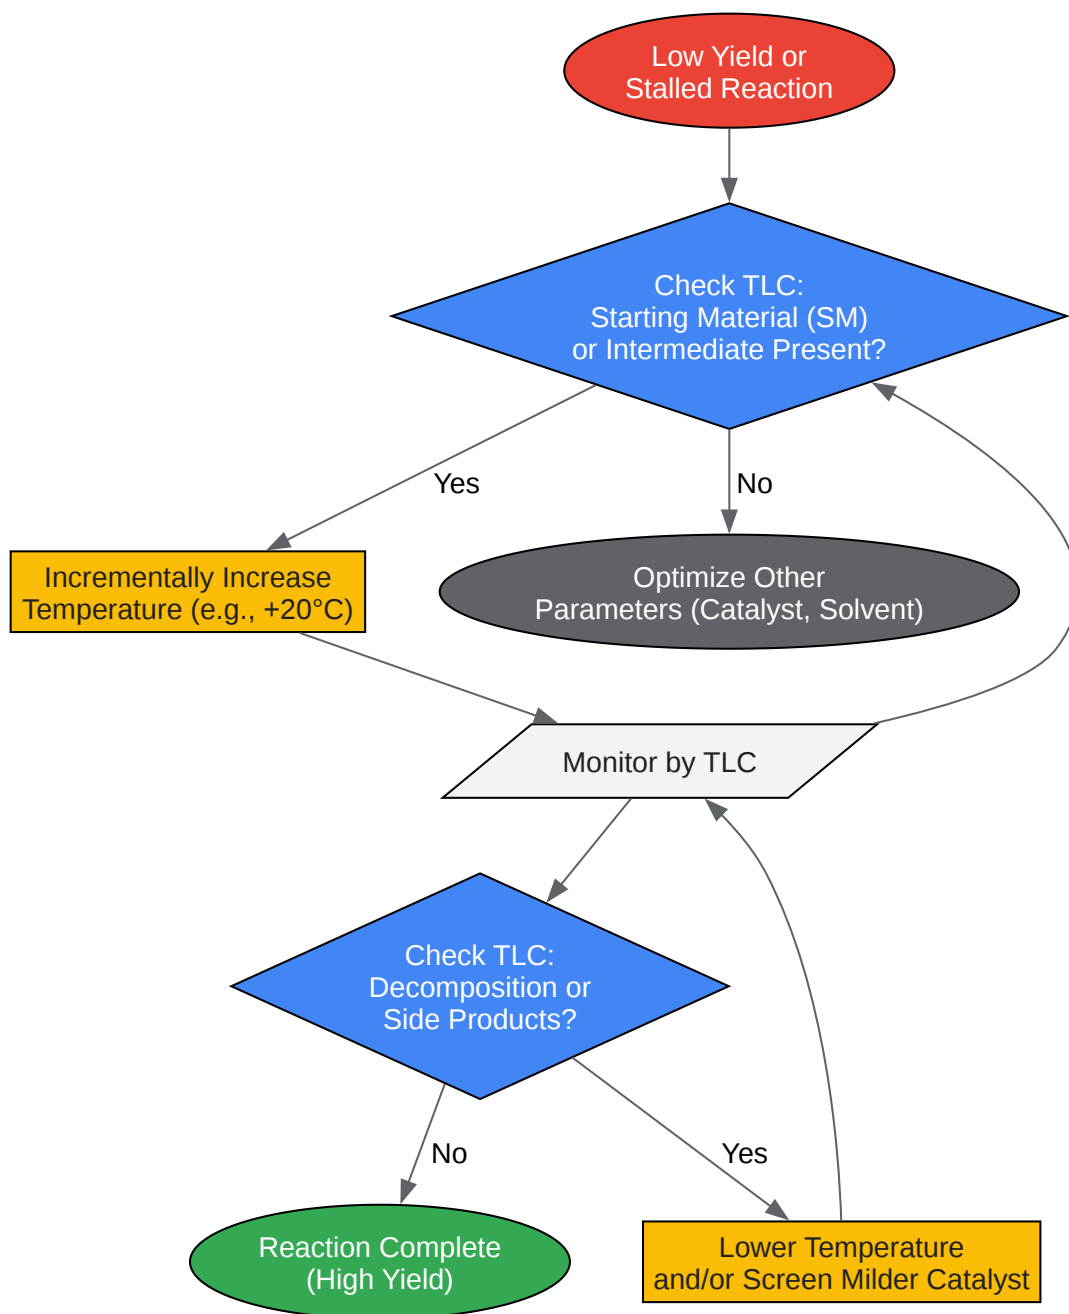 Low Yield or
Stalled Reaction
Check TLC:
Starting Material (SM)
or Intermediate Present?
Yes
No
Incrementally Increase
Temperature (e.g., +20°C)
Optimize Other
Parameters (Catalyst, Solvent)
Monitor by TLC
Check TLC:
Decomposition or
Side Products?
No
Yes
Reaction Complete
(High Yield)
Lower Temperature
and/or Screen Milder Catalyst